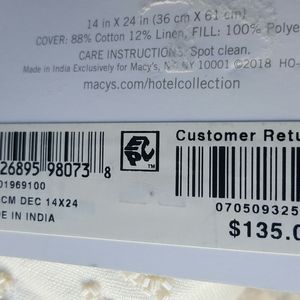 14 in X 24 in (36 cm X 61 cm)
COVER: 88% Cotton 12% Linen, FILL: 100% Polye
CARE INSTRUCTIONS: Spot clean.
Made in India Exclusively for Macy's, NY, NY 10001 ©2018 HO-
macys.com/hotelcollection
26895 98073 8
EPC
Customer Retu
01969100
CM DEC 14X24
DE IN INDIA
070509325
$135.0